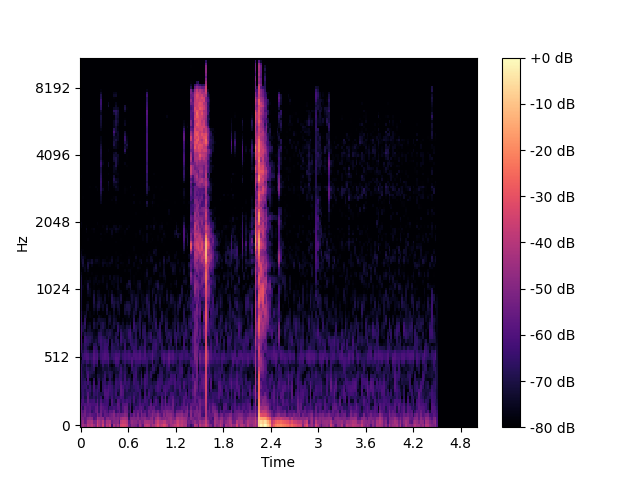 +0 dB
8192
-10 dB
4096
-20 dB
-30 dB
2048
Hz
-40 dB
1024
-50 dB
512
-60 dB
-70 dB
0
-80 dB
0 0.6 1.2 1.8 2.4 3 3.6 4.2 4.8
Time